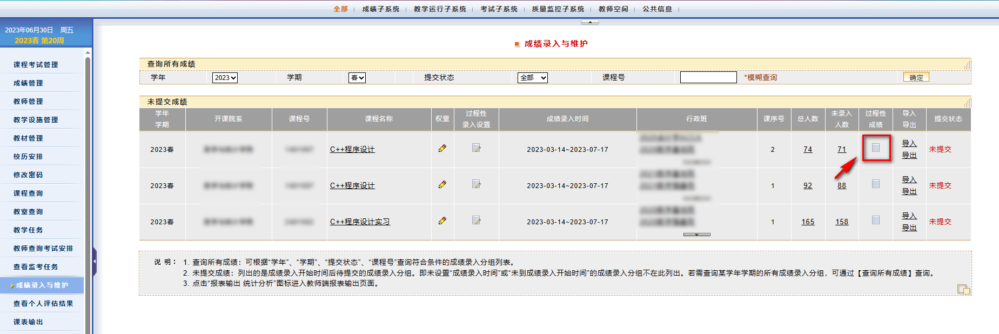 全部 | 成绩子系统 | 教学运行子系统 | 考试子系统 | 质量监控子系统 | 教师空间 | 公共信息 |
2023年06月30日 周五
2023春 第20周
课程考试管理
成绩管理
教师管理
教学设施管理
教材管理
校历安排
修改密码
课程查询
教室查询
教学任务
教师查询考试安排
查看监考任务
成绩录入与维护
查看个人评估结果
课表输出
成绩录入与维护
查询所有成绩
学年 2023 学期 春 提交状态 全部 课程号 *模糊查询 确定
未提交成绩
学年 学期 开课院系 课程号 课程名称 权重 过程性 录入设置 成绩录入时间 行政班 课序号 总人数 未录入 人数 过程性 成绩 导入 导出 提交状态
2023春 C++程序设计 2023-03-14~2023-07-17 2 74 71 导入 导出 未提交
2023春 C++程序设计 2023-03-14~2023-07-17 1 92 88 导入 导出 未提交
2023春 C++程序设计实习 2023-03-14~2023-07-17 1 165 158 导入 导出 未提交
说 明： 1. 查询所有成绩：可根据“学年”、“学期”、“提交状态”、“课程号”查询符合条件的成绩录入分组列表。
2. 未提交成绩：列出的是成绩录入开始时间后待提交的成绩录入分组。即未设置“成绩录入时间”或“未到成绩录入开始时间”的成绩录入分组不在此列出。若需查询某学年学期的所有成绩录入分组，可通过【查询所有成绩】查询。
3. 点击“报表输出 统计分析”图标进入教师端报表输出页面。